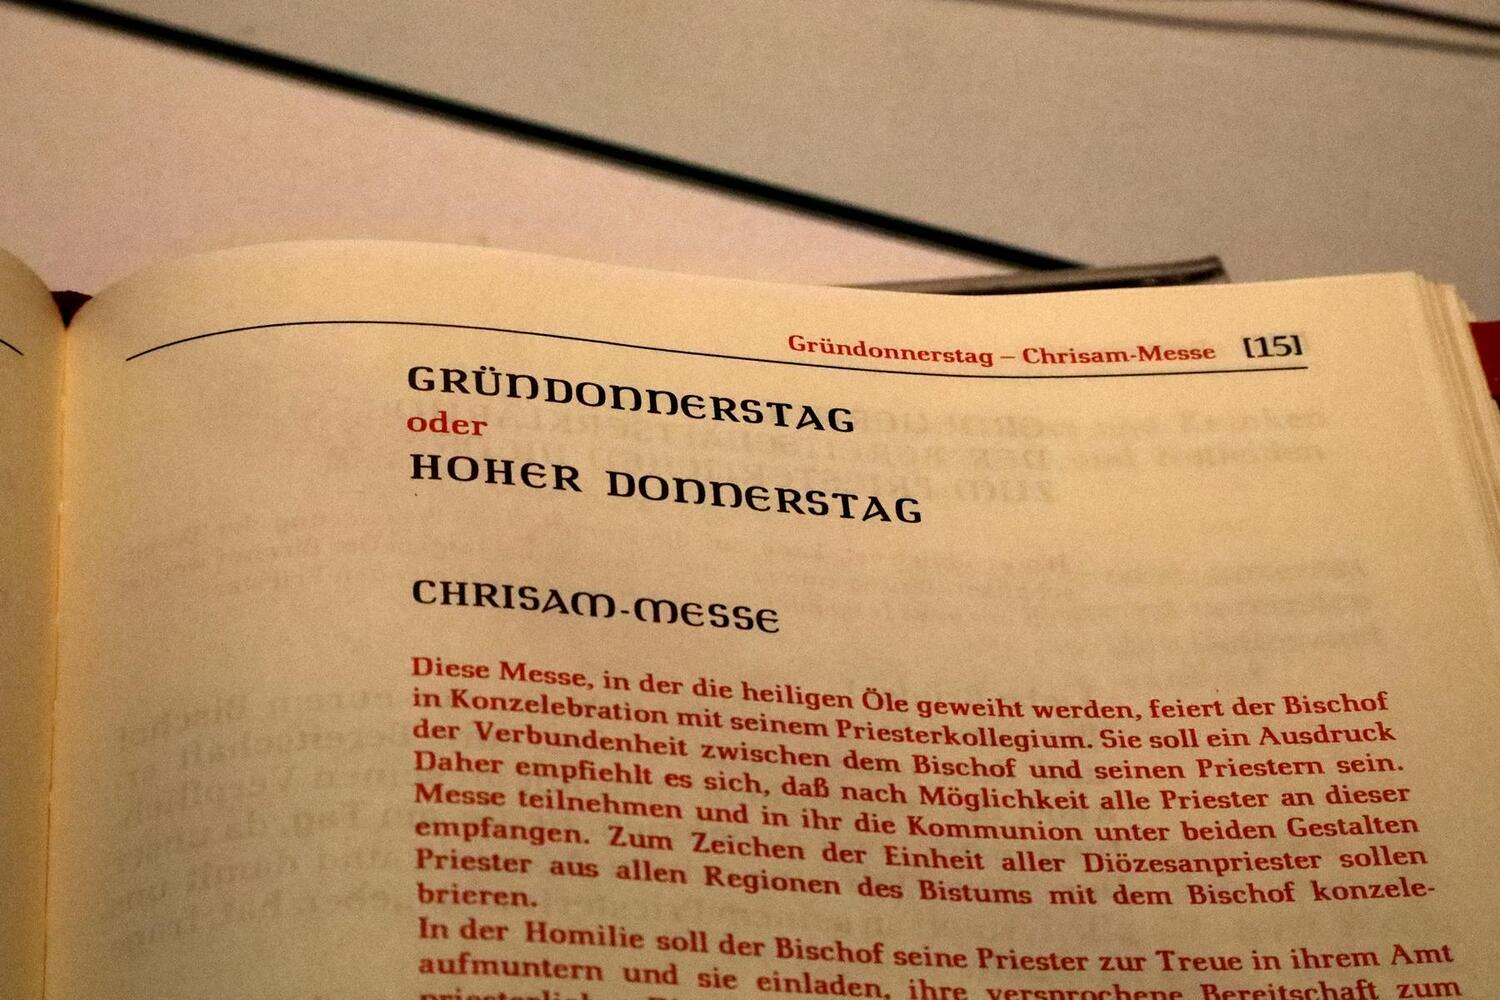 Gründonnerstag – Chrisam-Messe [15]
GRÜNDONNERSTAG
oder
HOHER DONNERSTAG
CHRISAM-MESSE
Diese Messe, in der die heiligen Öle geweiht werden, feiert der Bischof
in Konzelebration mit seinem Priesterkollegium. Sie soll ein Ausdruck
der Verbundenheit zwischen dem Bischof und seinen Priestern sein.
Daher empfiehlt es sich, daß nach Möglichkeit alle Priester an dieser
Messe teilnehmen und in ihr die Kommunion unter beiden Gestalten
empfangen. Zum Zeichen der Einheit aller Diözesanpriester sollen
Priester aus allen Regionen des Bistums mit dem Bischof konzele-
brieren.
In der Homilie soll der Bischof seine Priester zur Treue in ihrem Amt
aufmuntern und sie einladen, ihre versprochene Bereitschaft zum